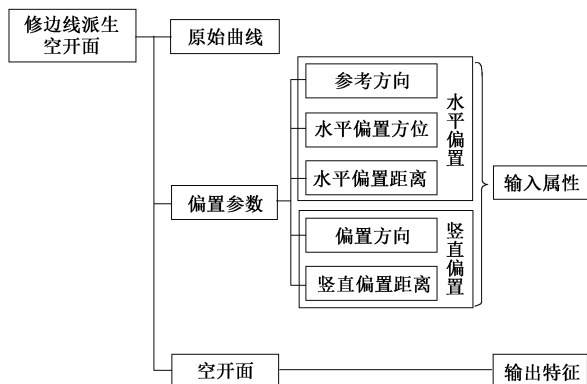 修边线派生
空开面
原始曲线
偏置参数
参考方向
水平偏置方位
水平偏置距离
水平偏置
偏置方向
竖直偏置距离
竖直偏置
输入属性
空开面
输出特征